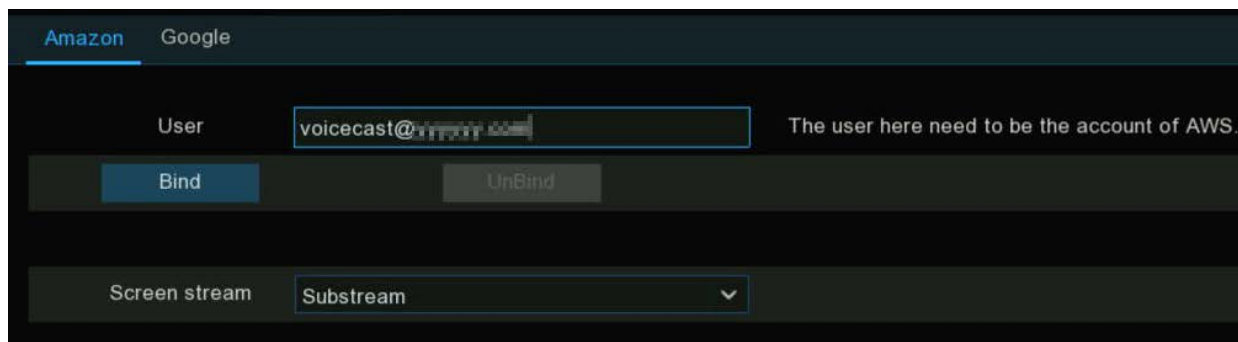 Amazon Google
User voicecast@ The user here need to be the account of AWS.
Bind UnBind
Screen stream Substream